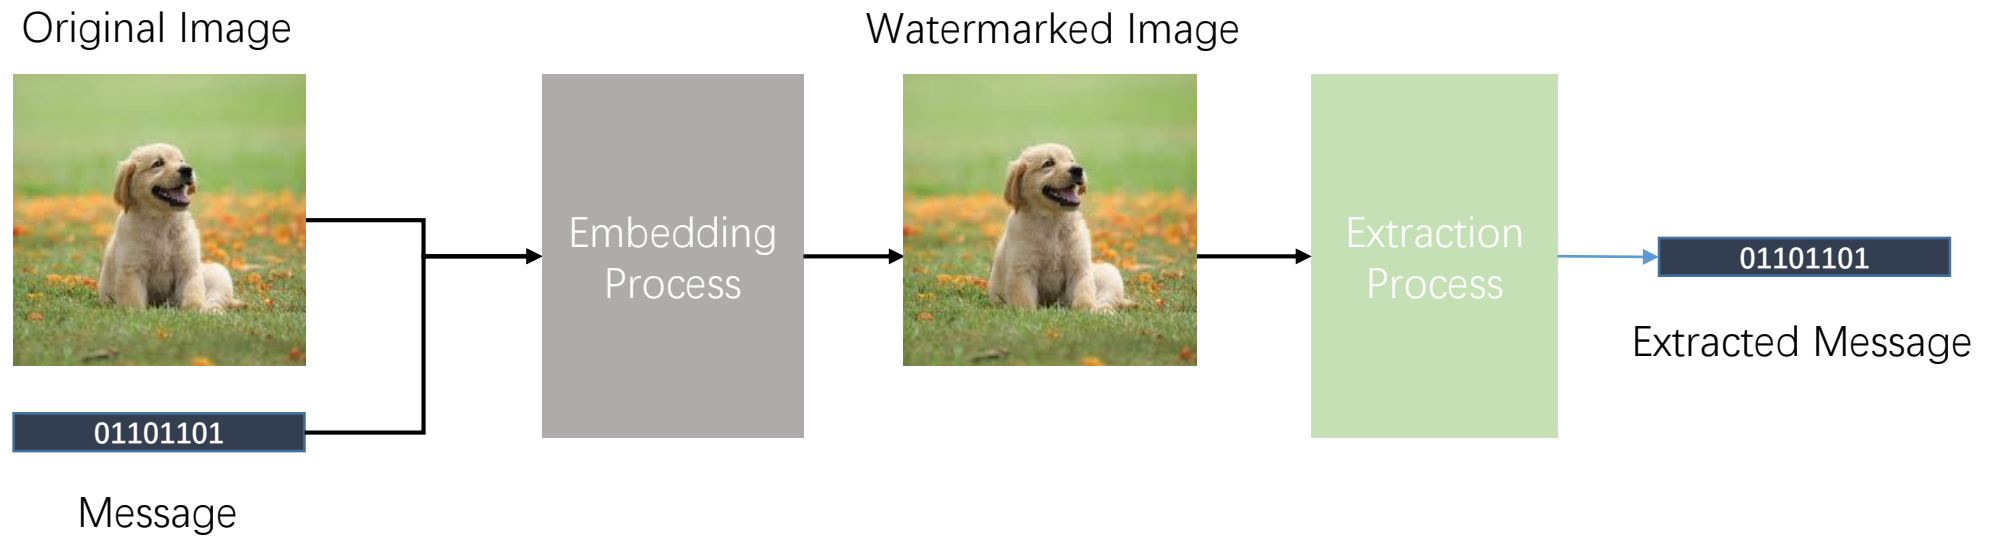 Original Image
Watermarked Image
Embedding
Process
Extraction
Process
01101101
Extracted Message
01101101
Message